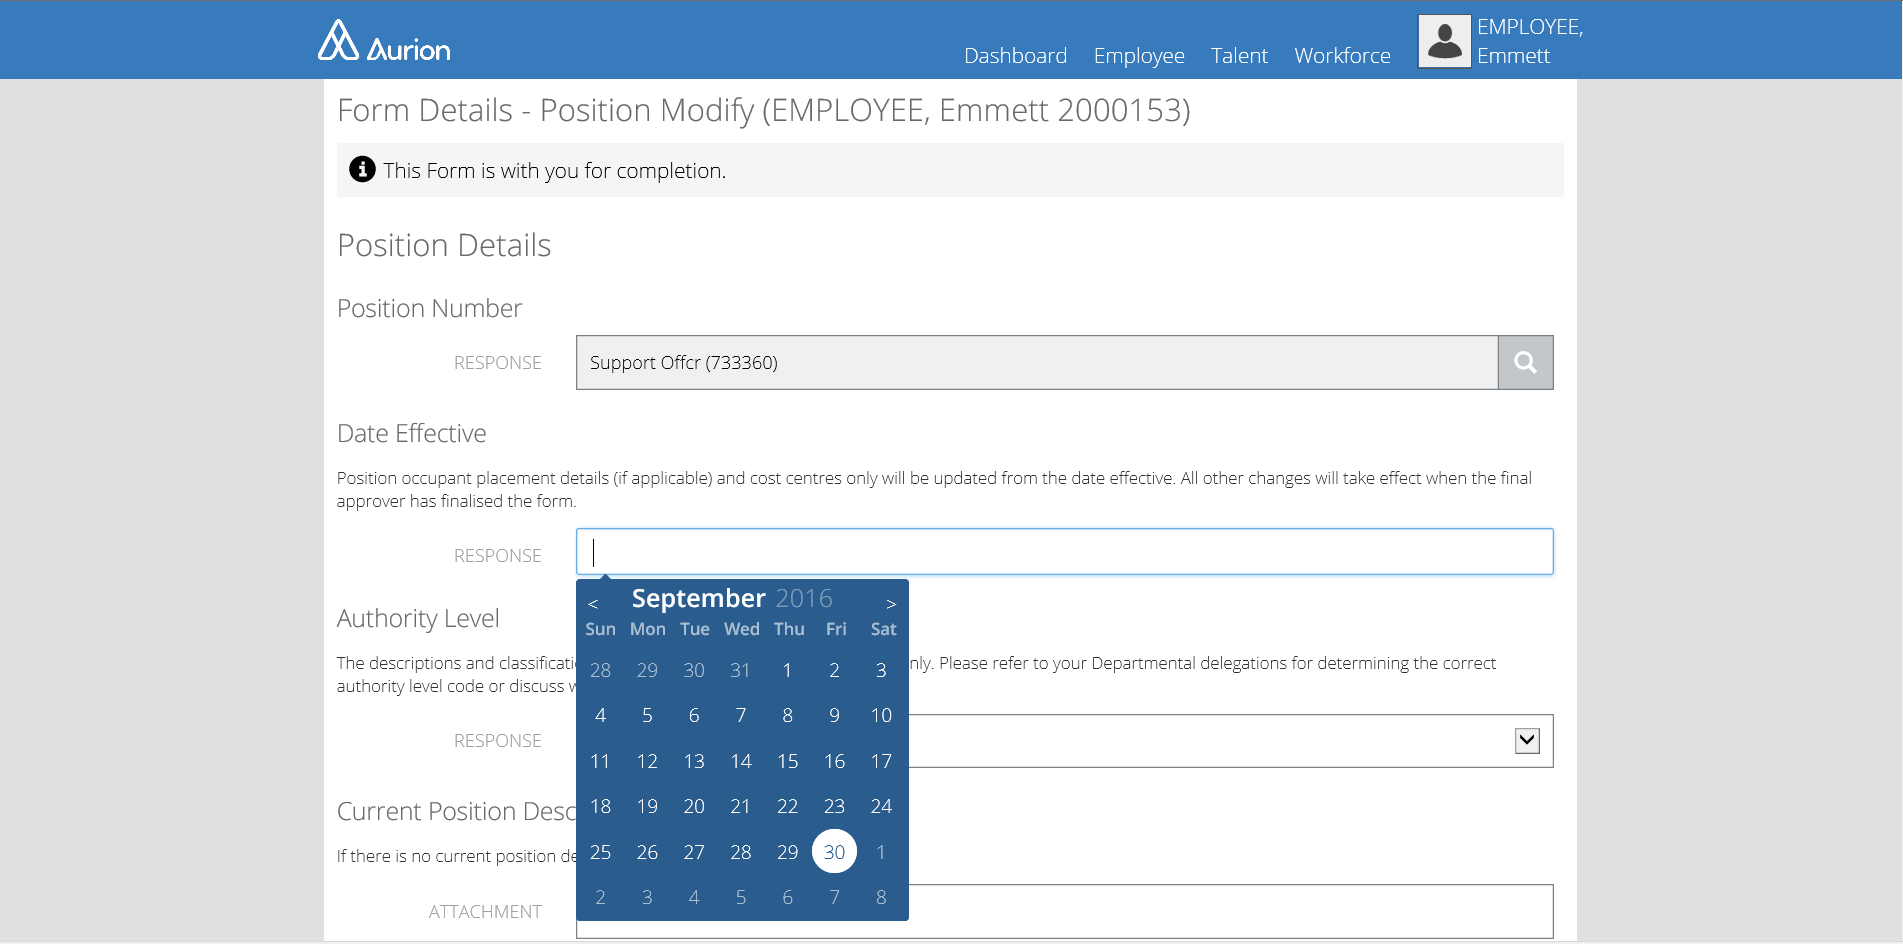 Aurion
Dashboard Employee Talent Workforce
EMPLOYEE,
Emmett
Form Details - Position Modify (EMPLOYEE, Emmett 2000153)
This Form is with you for completion.
Position Details
Position Number
RESPONSE Support Offcr (733360)
Date Effective
Position occupant placement details (if applicable) and cost centres only will be updated from the date effective. All other changes will take effect when the final
approver has finalised the form.
RESPONSE
< September 2016 >
Sun Mon Tue Wed Thu Fri Sat
28 29 30 31 1 2 3
4 5 6 7 8 9 10
11 12 13 14 15 16 17
18 19 20 21 22 23 24
25 26 27 28 29 30 1
2 3 4 5 6 7 8
Authority Level
The descriptions and nly. Please refer to your Departmental delegations for determining the correct
authority level code or discuss
RESPONSE
Current Position
If there is no current position
ATTACHMENT